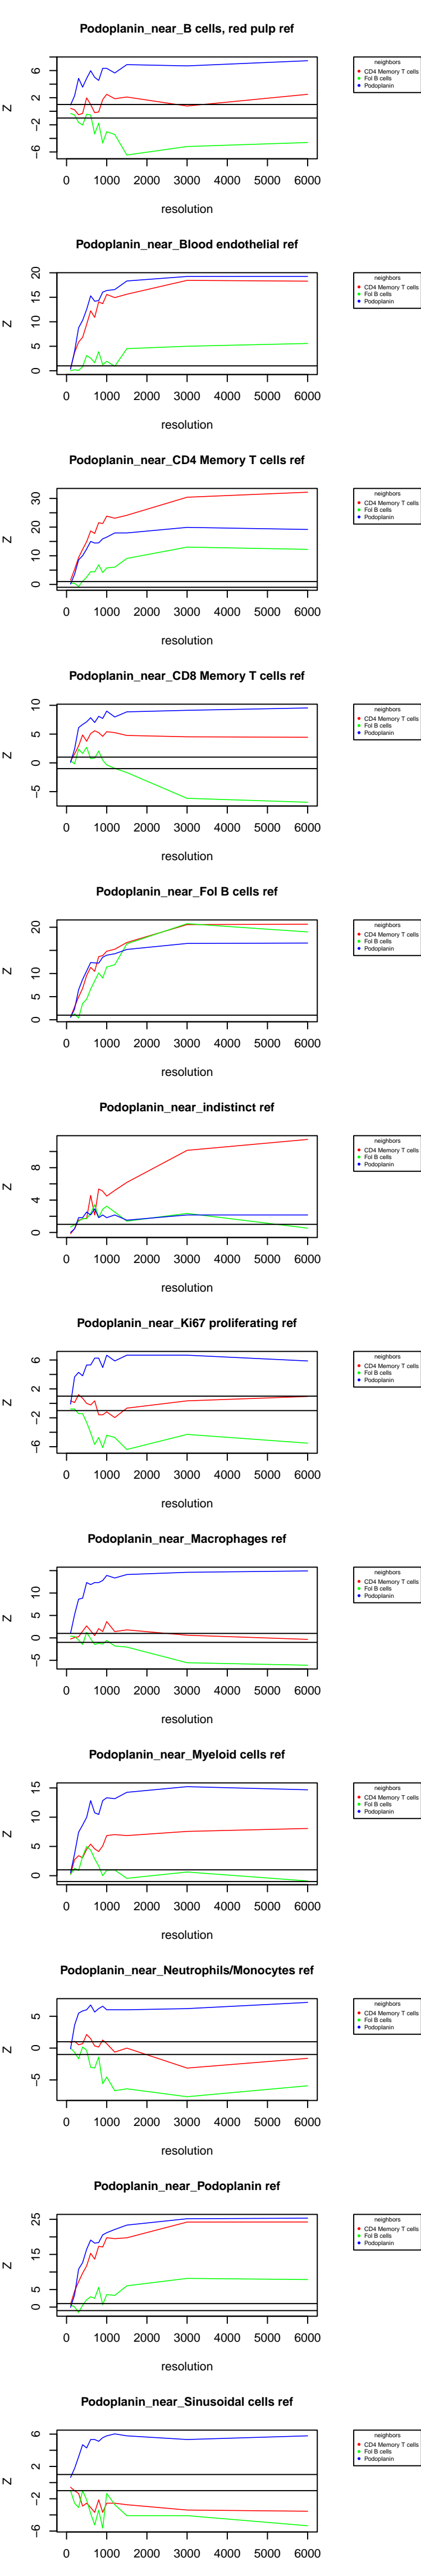 Podoplanin_near_B cells, red pulp ref
neighbors
CD4 Memory T cells
Fol B cells
Podoplanin
Z
−6 −2 2 6
0 1000 2000 3000 4000 5000 6000
resolution
Podoplanin_near_Blood endothelial ref
neighbors
CD4 Memory T cells
Fol B cells
Podoplanin
Z
0 5 10 15 20
0 1000 2000 3000 4000 5000 6000
resolution
Podoplanin_near_CD4 Memory T cells ref
neighbors
CD4 Memory T cells
Fol B cells
Podoplanin
Z
0 10 20 30
0 1000 2000 3000 4000 5000 6000
resolution
Podoplanin_near_CD8 Memory T cells ref
neighbors
CD4 Memory T cells
Fol B cells
Podoplanin
Z
−5 0 5 10
0 1000 2000 3000 4000 5000 6000
resolution
Podoplanin_near_Fol B cells ref
neighbors
CD4 Memory T cells
Fol B cells
Podoplanin
Z
0 5 10 20
0 1000 2000 3000 4000 5000 6000
resolution
Podoplanin_near_indistinct ref
neighbors
CD4 Memory T cells
Fol B cells
Podoplanin
Z
0 4 8
0 1000 2000 3000 4000 5000 6000
resolution
Podoplanin_near_Ki67 proliferating ref
neighbors
CD4 Memory T cells
Fol B cells
Podoplanin
Z
−6 −2 2 6
0 1000 2000 3000 4000 5000 6000
resolution
Podoplanin_near_Macrophages ref
neighbors
CD4 Memory T cells
Fol B cells
Podoplanin
Z
−5 0 5 10
0 1000 2000 3000 4000 5000 6000
resolution
Podoplanin_near_Myeloid cells ref
neighbors
CD4 Memory T cells
Fol B cells
Podoplanin
Z
0 5 10 15
0 1000 2000 3000 4000 5000 6000
resolution
Podoplanin_near_Neutrophils/Monocytes ref
neighbors
CD4 Memory T cells
Fol B cells
Podoplanin
Z
−5 0 5
0 1000 2000 3000 4000 5000 6000
resolution
Podoplanin_near_Podoplanin ref
neighbors
CD4 Memory T cells
Fol B cells
Podoplanin
Z
0 5 15 25
0 1000 2000 3000 4000 5000 6000
resolution
Podoplanin_near_Sinusoidal cells ref
neighbors
CD4 Memory T cells
Fol B cells
Podoplanin
Z
−6 −2 2 6